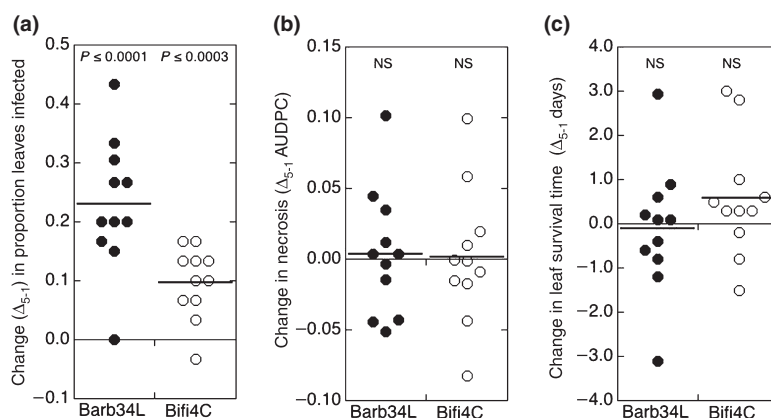 (a)
Change (Δ5-1) in proportion leaves infected
0.5
0.4
0.3
0.2
0.1
0.0
−0.1
P ≤ 0.0001 P ≤ 0.0003
Barb34L Bifi4C
(b)
Change in necrosis (Δ5-1 AUDPC)
0.15
0.10
0.05
0.00
−0.05
−0.10
NS NS
Barb34L Bifi4C
(c)
Change in leaf survival time (Δ5-1 days)
4.0
3.0
2.0
1.0
0.0
−1.0
−2.0
−3.0
−4.0
NS NS
Barb34L Bifi4C